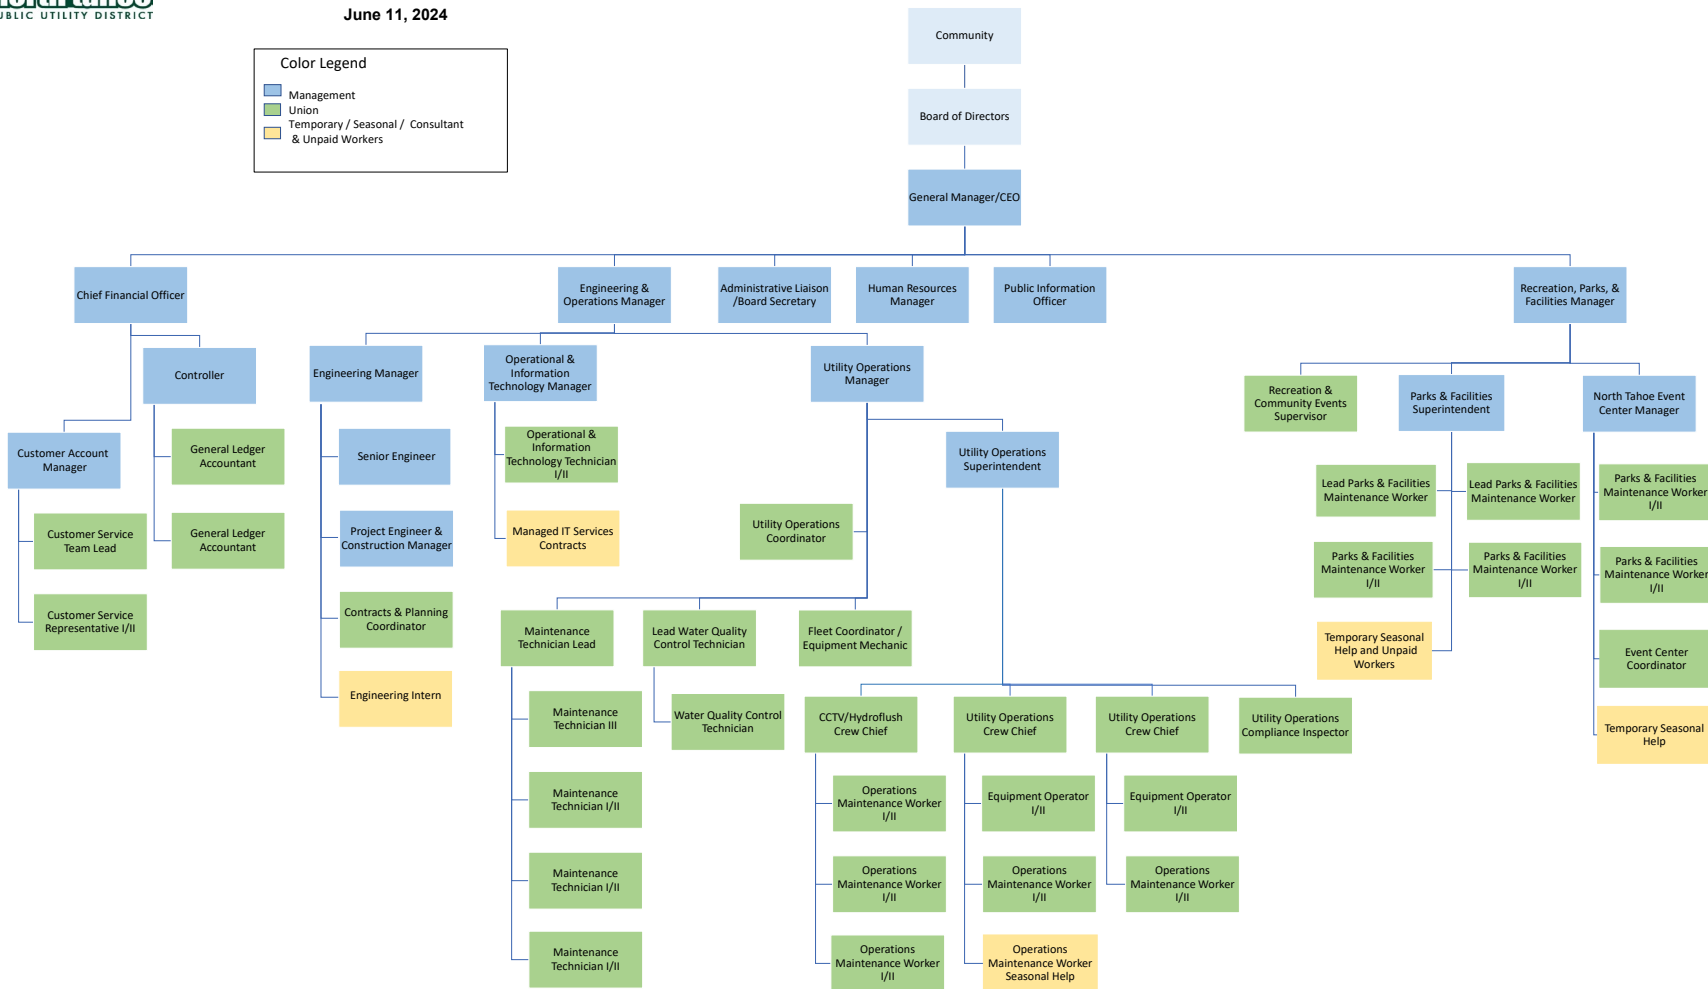 PUBLIC UTILITY DISTRICT
June 11, 2024
Color Legend
Management
Union
Temporary / Seasonal / Consultant
& Unpaid Workers
Community
Board of Directors
General Manager/CEO
Chief Financial Officer
Engineering &
Operations Manager
Administrative Liaison
/Board Secretary
Human Resources
Manager
Public Information
Officer
Recreation, Parks, &
Facilities Manager
Controller
Engineering Manager
Operational &
Information
Technology Manager
Utility Operations
Manager
Recreation &
Community Events
Supervisor
Parks & Facilities
Superintendent
North Tahoe Event
Center Manager
Customer Account
Manager
General Ledger
Accountant
General Ledger
Accountant
Customer Service
Team Lead
Customer Service
Representative I/II
Senior Engineer
Project Engineer &
Construction Manager
Contracts & Planning
Coordinator
Engineering Intern
Operational &
Information
Technology Technician
I/II
Managed IT Services
Contracts
Utility Operations
Superintendent
Utility Operations
Coordinator
Maintenance
Technician Lead
Lead Water Quality
Control Technician
Fleet Coordinator /
Equipment Mechanic
Maintenance
Technician III
Maintenance
Technician I/II
Maintenance
Technician I/II
Maintenance
Technician I/II
Water Quality Control
Technician
CCTV/Hydroflush
Crew Chief
Utility Operations
Crew Chief
Utility Operations
Crew Chief
Utility Operations
Compliance Inspector
Operations
Maintenance Worker
I/II
Operations
Maintenance Worker
I/II
Operations
Maintenance Worker
I/II
Equipment Operator
I/II
Operations
Maintenance Worker
I/II
Operations
Maintenance Worker
Seasonal Help
Equipment Operator
I/II
Operations
Maintenance Worker
I/II
Lead Parks & Facilities
Maintenance Worker
Lead Parks & Facilities
Maintenance Worker
Parks & Facilities
Maintenance Worker
I/II
Parks & Facilities
Maintenance Worker
I/II
Temporary Seasonal
Help and Unpaid
Workers
Parks & Facilities
Maintenance Worker
I/II
Parks & Facilities
Maintenance Worker
I/II
Event Center
Coordinator
Temporary Seasonal
Help